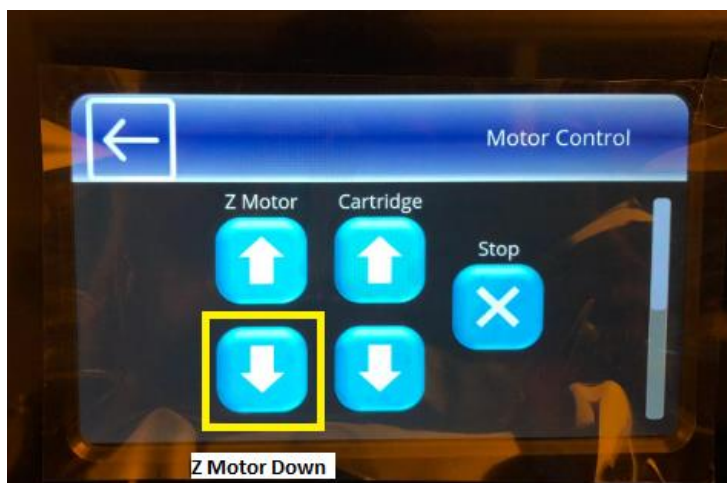 Motor Control
Z Motor
Cartridge
Stop
Z Motor Down